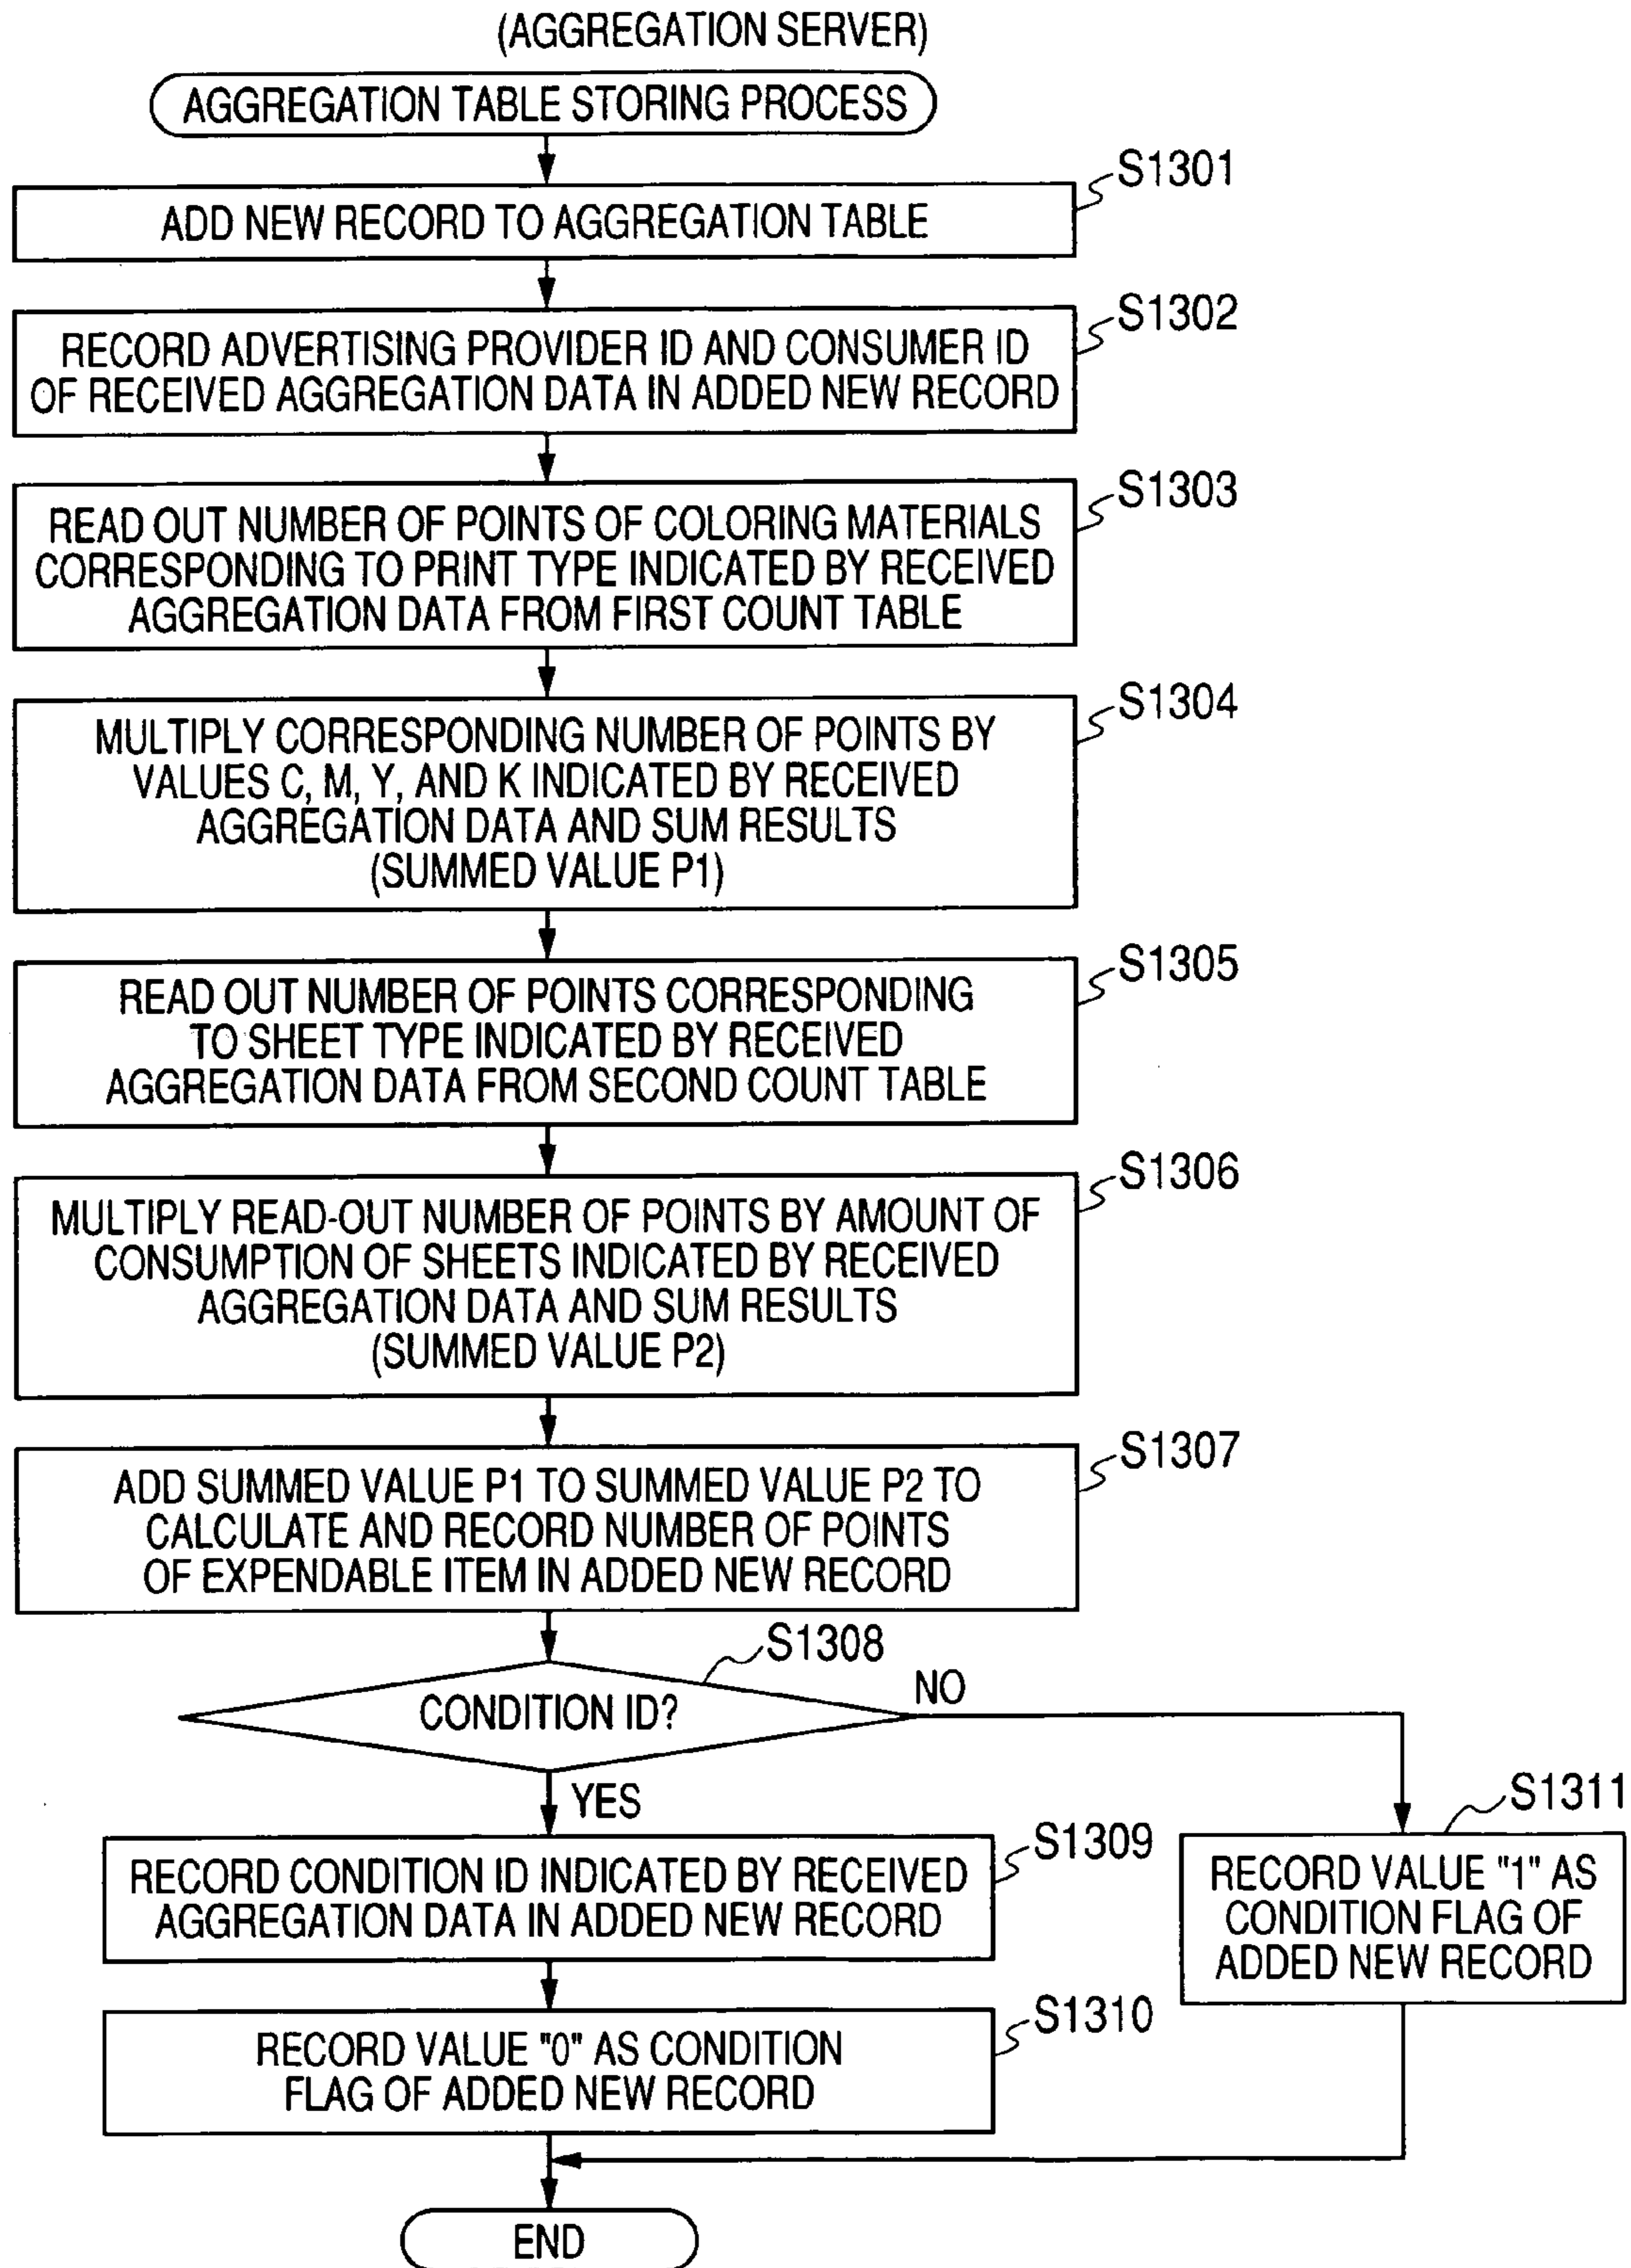 (AGGREGATION SERVER)
AGGREGATION TABLE STORING PROCESS
S1301
ADD NEW RECORD TO AGGREGATION TABLE
S1302
RECORD ADVERTISING PROVIDER ID AND CONSUMER ID
OF RECEIVED AGGREGATION DATA IN ADDED NEW RECORD
S1303
READ OUT NUMBER OF POINTS OF COLORING MATERIALS
CORRESPONDING TO PRINT TYPE INDICATED BY RECEIVED
AGGREGATION DATA FROM FIRST COUNT TABLE
S1304
MULTIPLY CORRESPONDING NUMBER OF POINTS BY
VALUES C, M, Y, AND K INDICATED BY RECEIVED
AGGREGATION DATA AND SUM RESULTS
(SUMMED VALUE P1)
S1305
READ OUT NUMBER OF POINTS CORRESPONDING
TO SHEET TYPE INDICATED BY RECEIVED
AGGREGATION DATA FROM SECOND COUNT TABLE
S1306
MULTIPLY READ-OUT NUMBER OF POINTS BY AMOUNT OF
CONSUMPTION OF SHEETS INDICATED BY RECEIVED
AGGREGATION DATA AND SUM RESULTS
(SUMMED VALUE P2)
S1307
ADD SUMMED VALUE P1 TO SUMMED VALUE P2 TO
CALCULATE AND RECORD NUMBER OF POINTS
OF EXPENDABLE ITEM IN ADDED NEW RECORD
S1308
CONDITION ID?
NO
YES
S1309
RECORD CONDITION ID INDICATED BY RECEIVED
AGGREGATION DATA IN ADDED NEW RECORD
S1311
RECORD VALUE "1" AS
CONDITION FLAG OF
ADDED NEW RECORD
S1310
RECORD VALUE "0" AS CONDITION
FLAG OF ADDED NEW RECORD
END